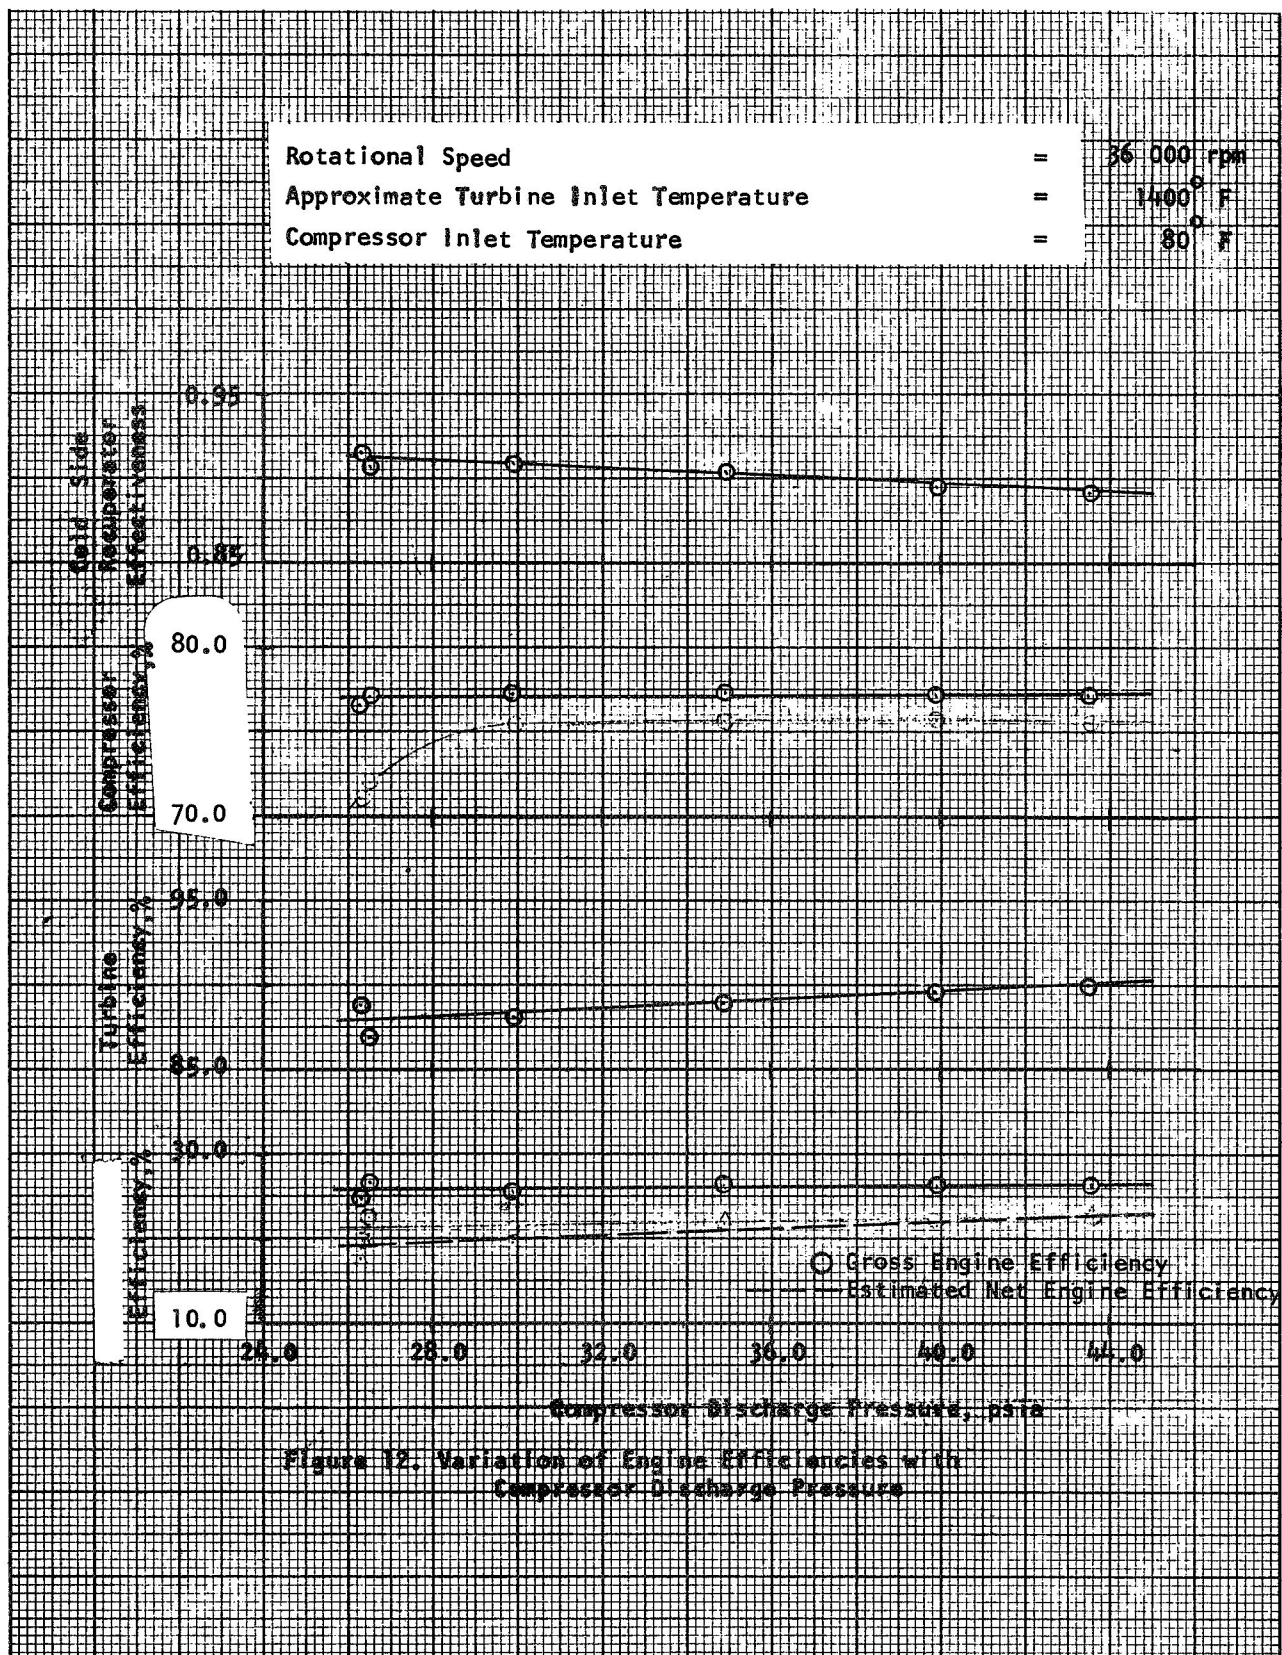 Rotational Speed = 36 000 rpm
Approximate Turbine Inlet Temperature = 1400° F
Compressor Inlet Temperature = 80° F
Cold Side
Recuperator
Effectiveness
0.95
0.85
Compressor
Efficiency,%
80.0
70.0
Turbine
Efficiency,%
95.0
85.0
Efficiency,%
30.0
10.0
Gross Engine Efficiency
Estimated Net Engine Efficiency
24.0 28.0 32.0 36.0 40.0 44.0
Compressor Discharge Pressure, psia
Figure 12. Variation of Engine Efficiencies with
Compressor Discharge Pressure